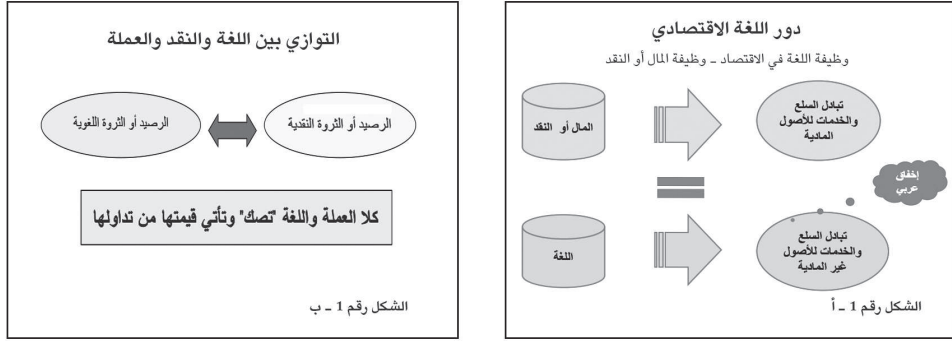 دور اللغة الاقتصادي
وظيفة اللغة في الاقتصاد ـ وظيفة المال أو النقد
المال أو النقد
تبادل السلع
والخدمات للأصول
المادية
إخفاق
عربي
اللغة
تبادل السلع
والخدمات للأصول
غير المادية
الشكل رقم 1 ـ أ
التوازي بين اللغة والنقد والعملة
الرصيد أو الثروة النقدية
الرصيد أو الثروة اللغوية
كلا العملة واللغة "تصك" وتأتي قيمتها من تداولها
الشكل رقم 1 ـ ب